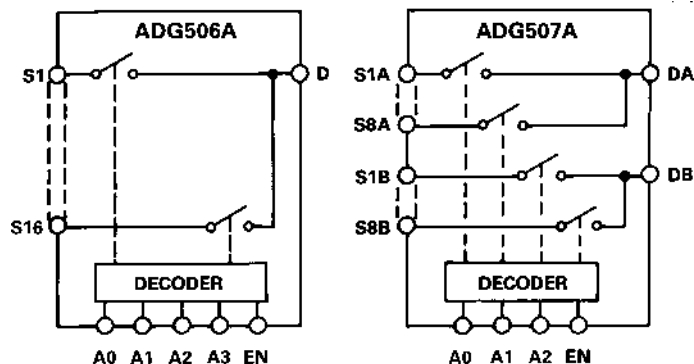 ADG506A
S1
D
S16
DECODER
A0 A1 A2 A3 EN
ADG507A
S1A
DA
S8A
S1B
DB
S8B
DECODER
A0 A1 A2 EN